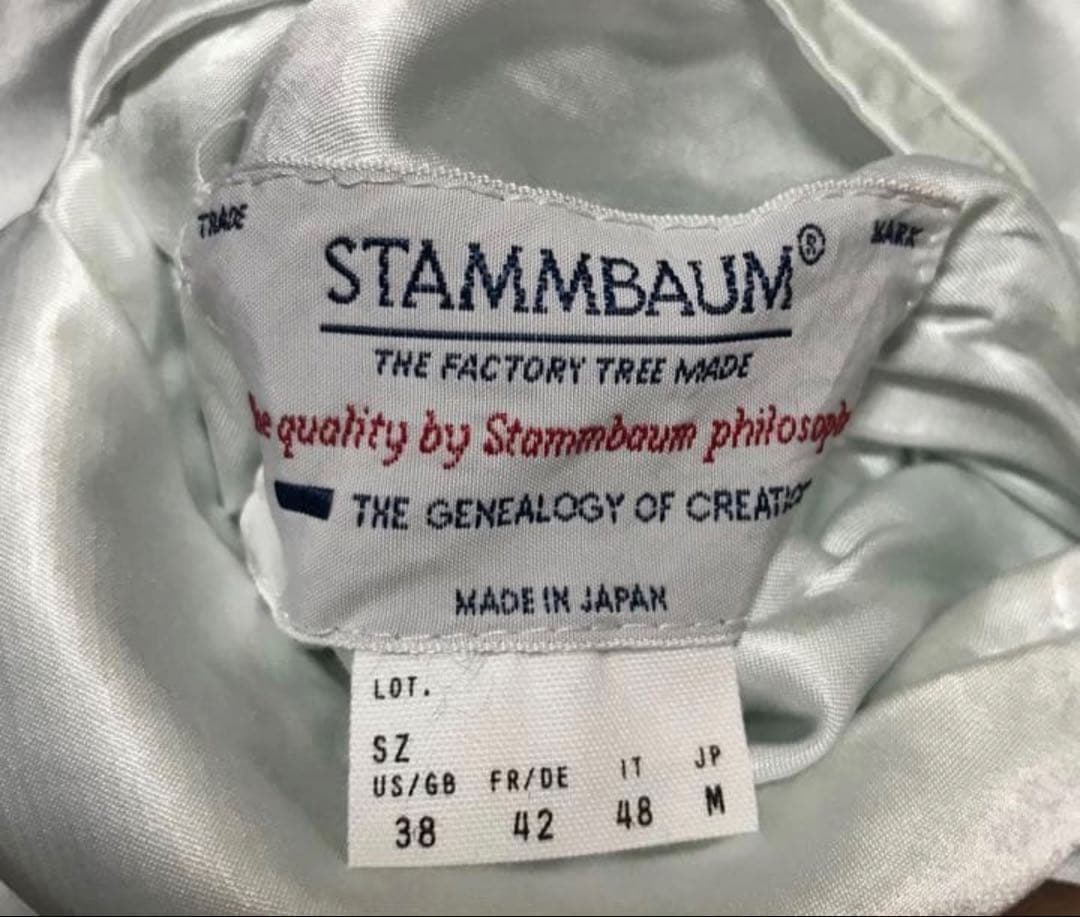 TRADE MARK
STAMMBAUM®
THE FACTORY TREE MADE
quality by Stammbaum
THE GENEALOGY OF
MADE IN JAPAN
LOT.
SZ
US/GB FR/DE IT JP
38 42 48 M